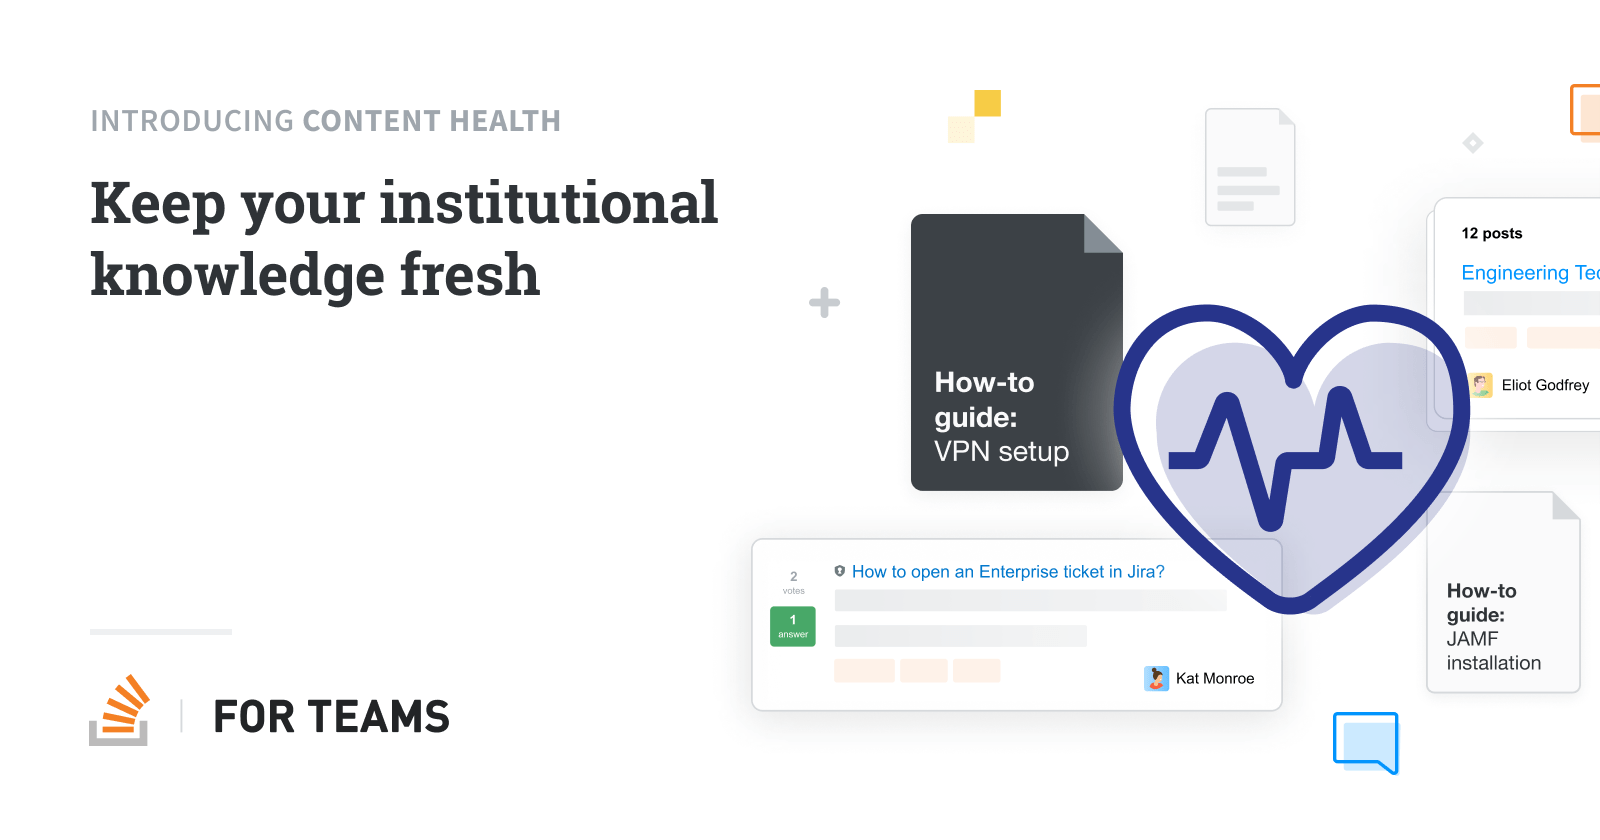 INTRODUCING CONTENT HEALTH
Keep your institutional
knowledge fresh
FOR TEAMS
How-to
guide:
VPN setup
12 posts
Engineering
Eliot Godfrey
2
votes
1
answer
How to open an Enterprise ticket in Jira?
Kat Monroe
How-to
guide:
JAMF
installation